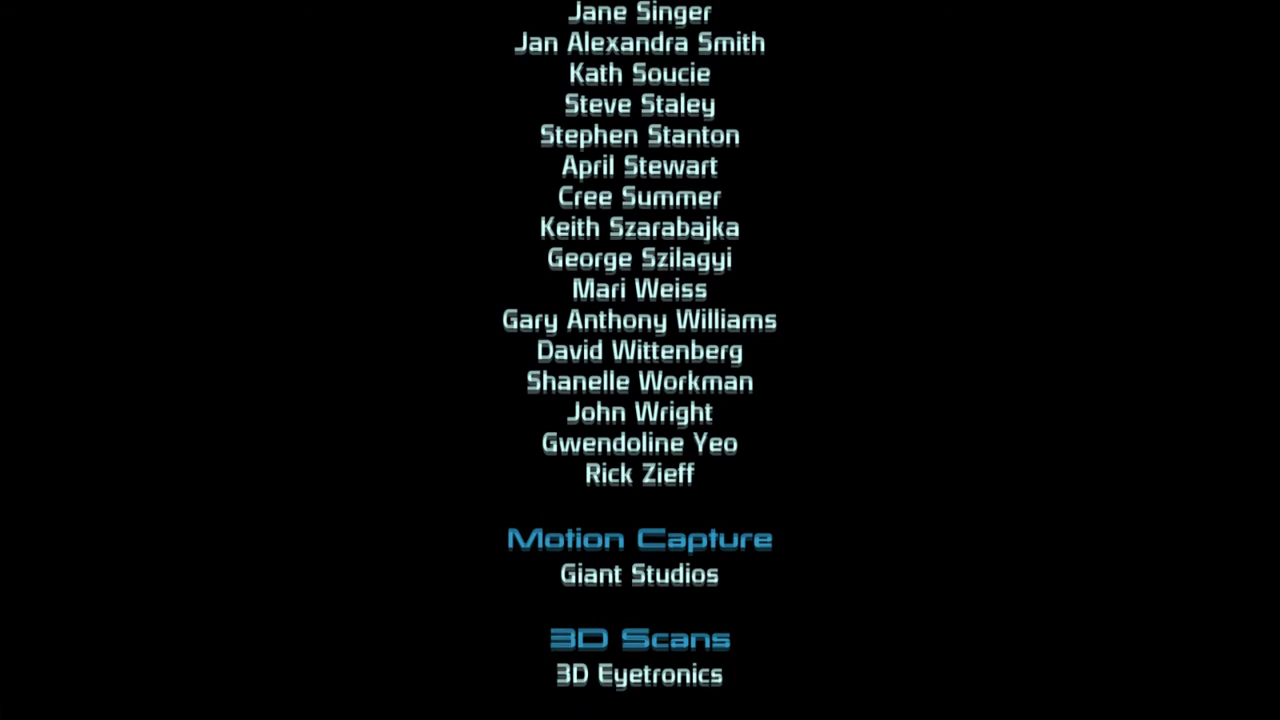 Jane Singer
Jan Alexandra Smith
Kath Soucie
Steve Staley
Stephen Stanton
April Stewart
Cree Summer
Keith Szarabajka
George Szilagyi
Mari Weiss
Gary Anthony Williams
David Wittenberg
Shanelle Workman
John Wright
Gwendoline Yeo
Rick Zieff
Motion Capture
Giant Studios
3D Scans
3D Eyetronics